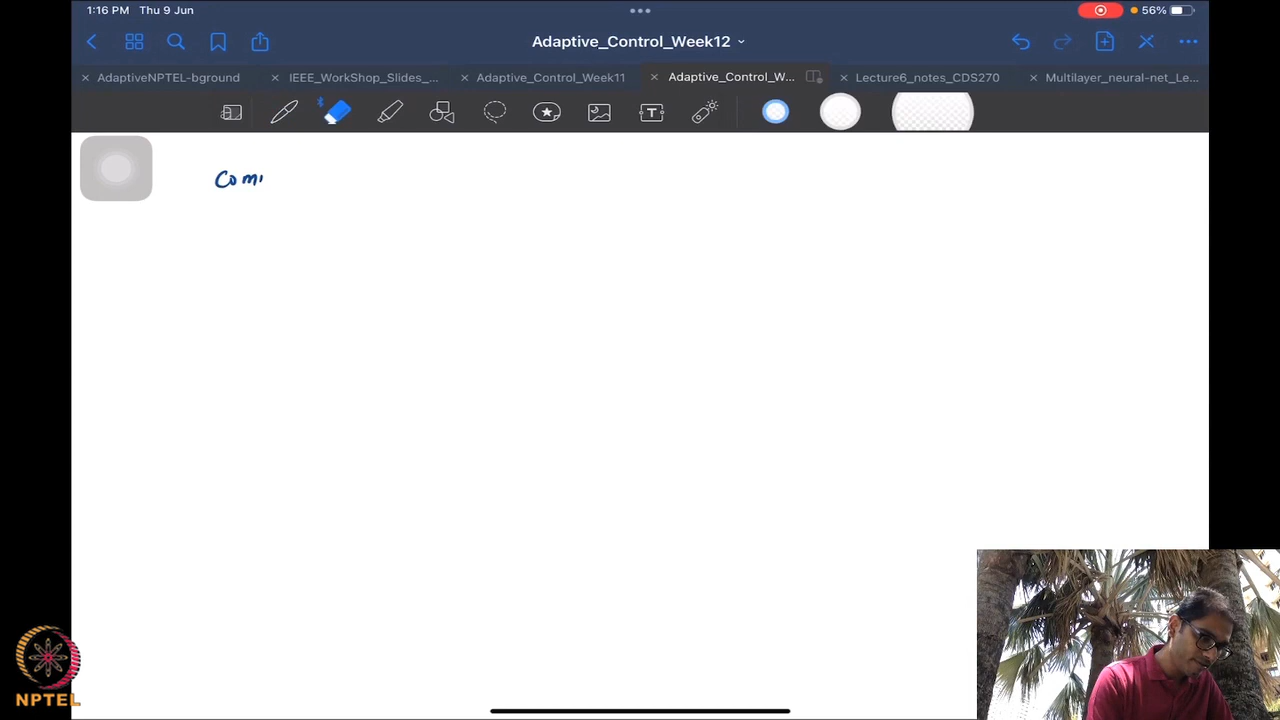 1:16 PM Thu 9 Jun
56%
Adaptive_Control_Week12
AdaptiveNPTEL-bground
IEEE_WorkShop_Slides_...
Adaptive_Control_Week11
Adaptive_Control_W...
Lecture6_notes_CDS270
Multilayer_neural-net_Le...
T
Com
NPTEL